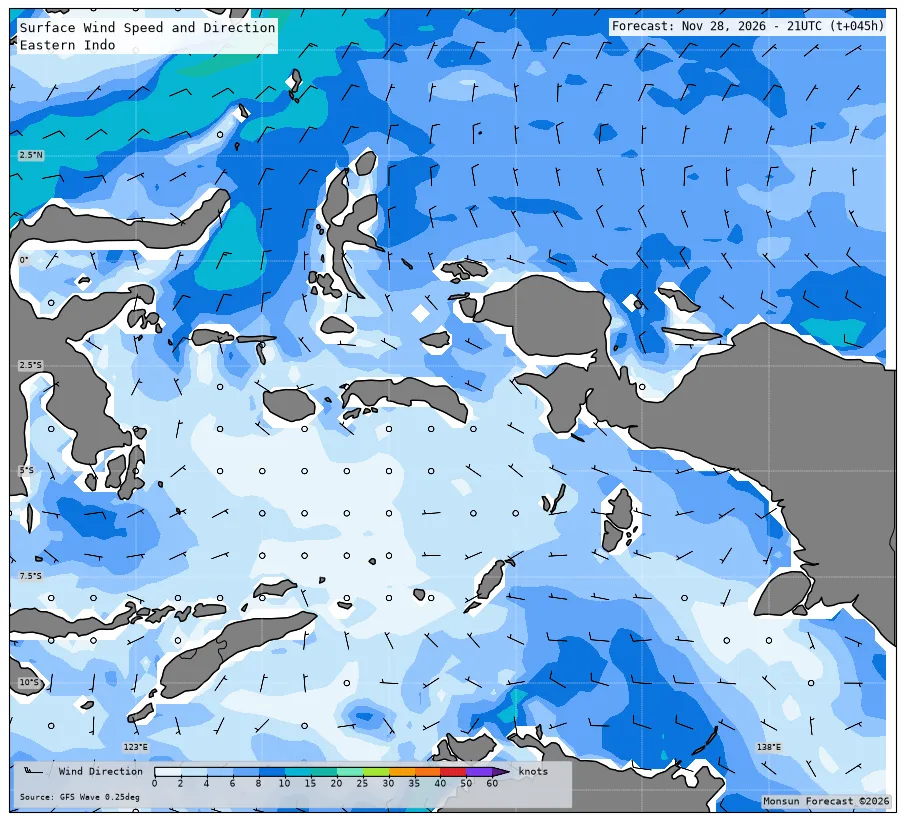 Surface Wind Speed and Direction
Eastern Indo
Forecast: Nov 28, 2026 - 21UTC (t+045h)
2.5°N
0°
2.5°S
5°S
7.5°S
10°S
123°E
138°E
Wind Direction
0 2 4 6 8 10 15 20 25 30 35 40 50 60
knots
Source: GFS Wave 0.25deg
Monsun Forecast ©2026